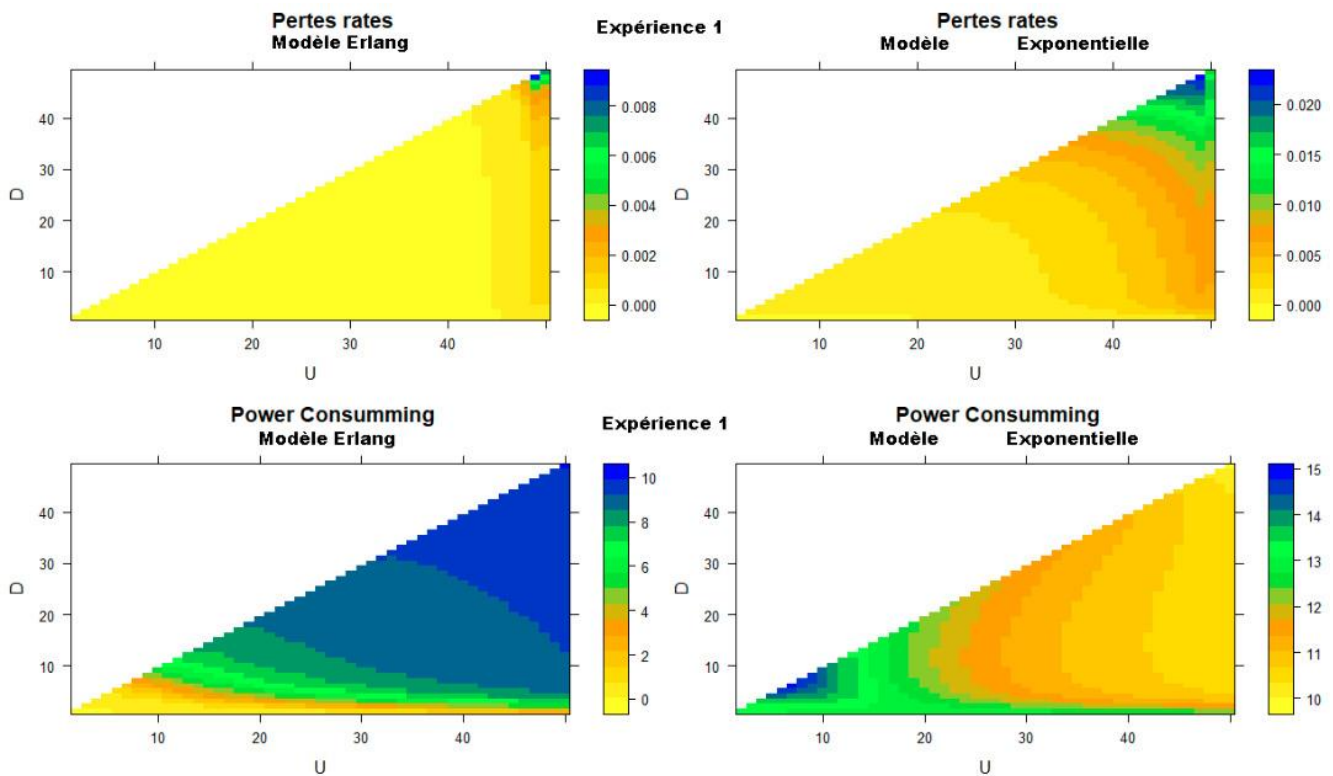 Pertes rates
Modèle Erlang
Expérience 1
Pertes rates
Modèle Exponentielle
D
40
30
20
10
10 20 30 40
U
0.008
0.006
0.004
0.002
0.000
D
40
30
20
10
10 20 30 40
U
0.020
0.015
0.010
0.005
0.000
Power Consumming
Modèle Erlang
Expérience 1
Power Consumming
Modèle Exponentielle
D
40
30
20
10
10 20 30 40
U
10
8
6
4
2
0
D
40
30
20
10
10 20 30 40
U
15
14
13
12
11
10